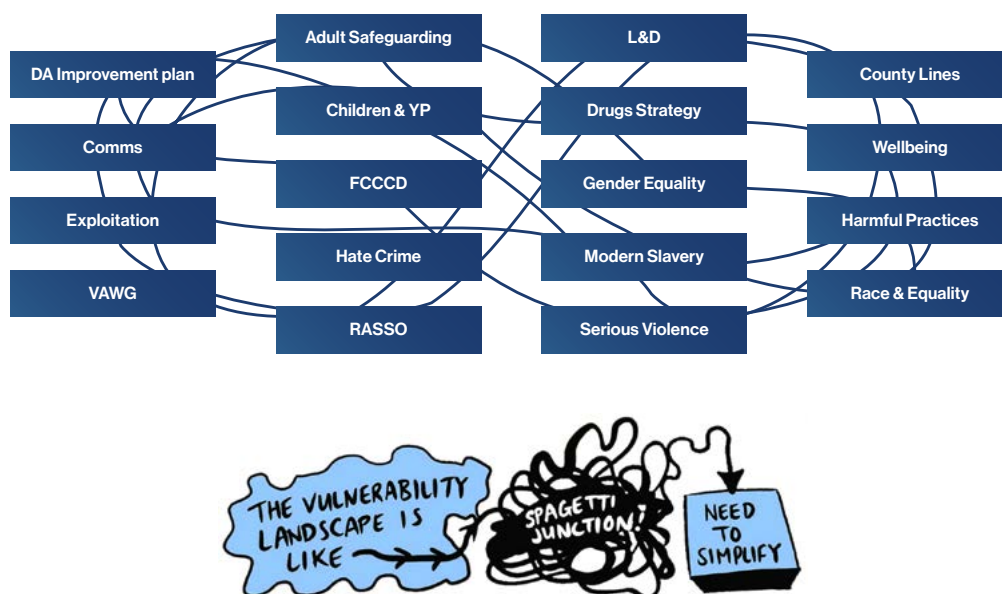 Adult Safeguarding
L&D
DA Improvement plan
County Lines
Children & YP
Drugs Strategy
Comms
Wellbeing
FCCCD
Gender Equality
Exploitation
Harmful Practices
Hate Crime
Modern Slavery
VAWG
Race & Equality
RASSO
Serious Violence
THE VULNERABILITY
LANDSCAPE IS
LIKE
SPAGETTI
JUNCTION!
NEED
TO
SIMPLIFY